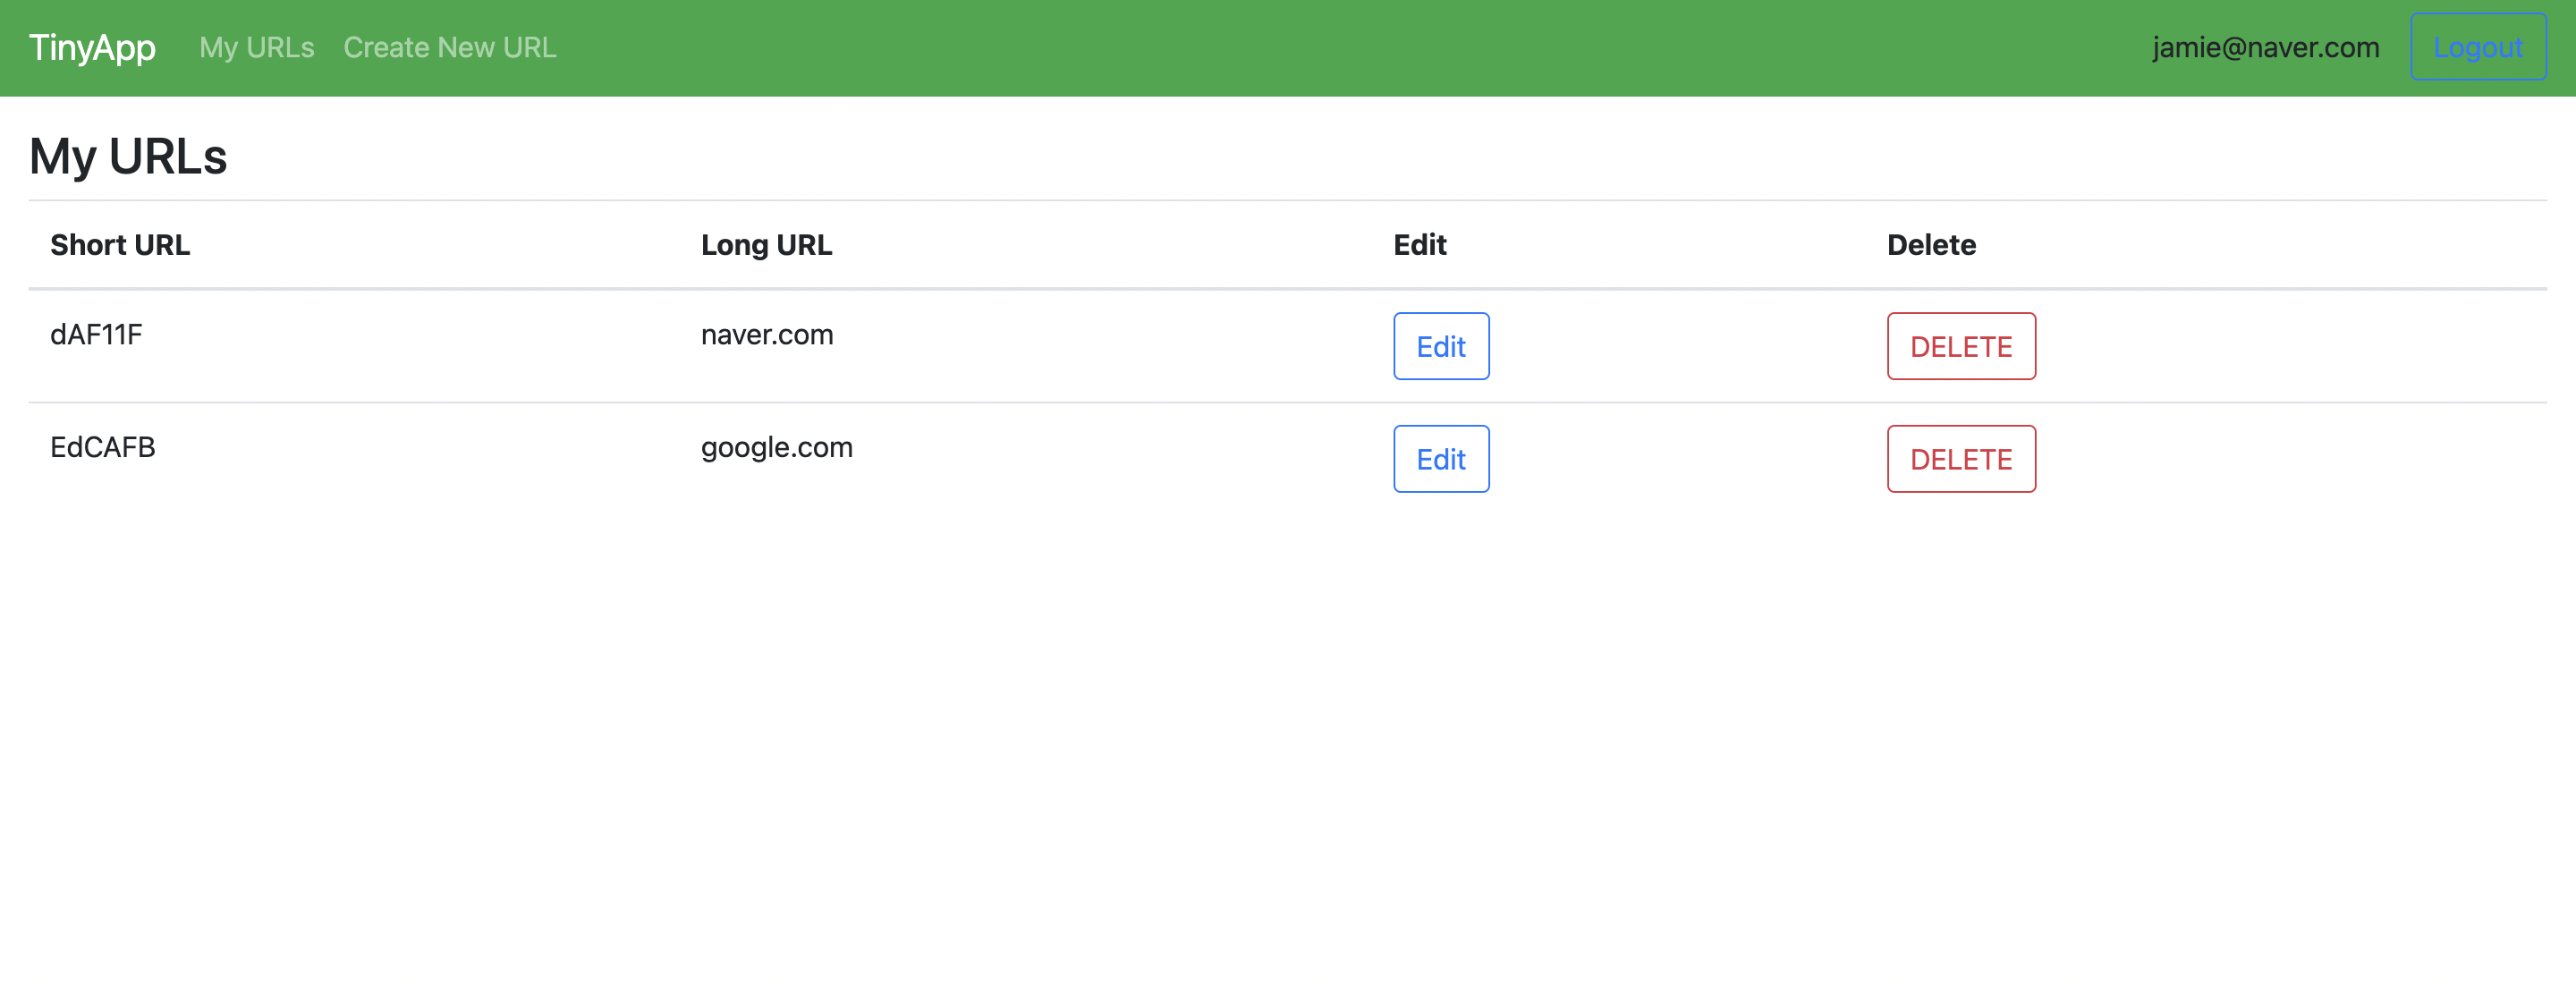 TinyApp My URLs Create New URL jamie@naver.com Logout
My URLs
Short URL Long URL Edit Delete
dAF11F naver.com Edit DELETE
EdCAFB google.com Edit DELETE